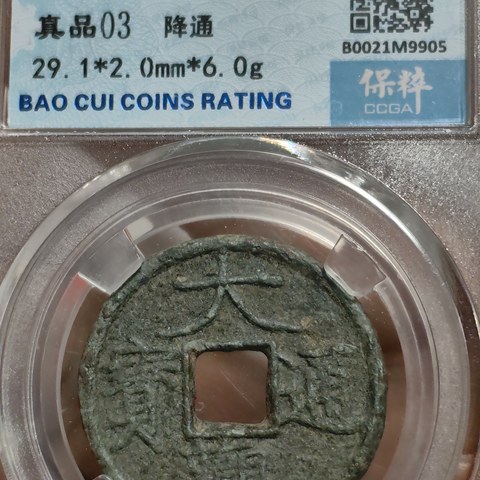 真品03 降通
B0021M9905
29.1*2.0mm*6.0g
保粹
CCGA
BAO CUI COINS RATING
大
寶 通